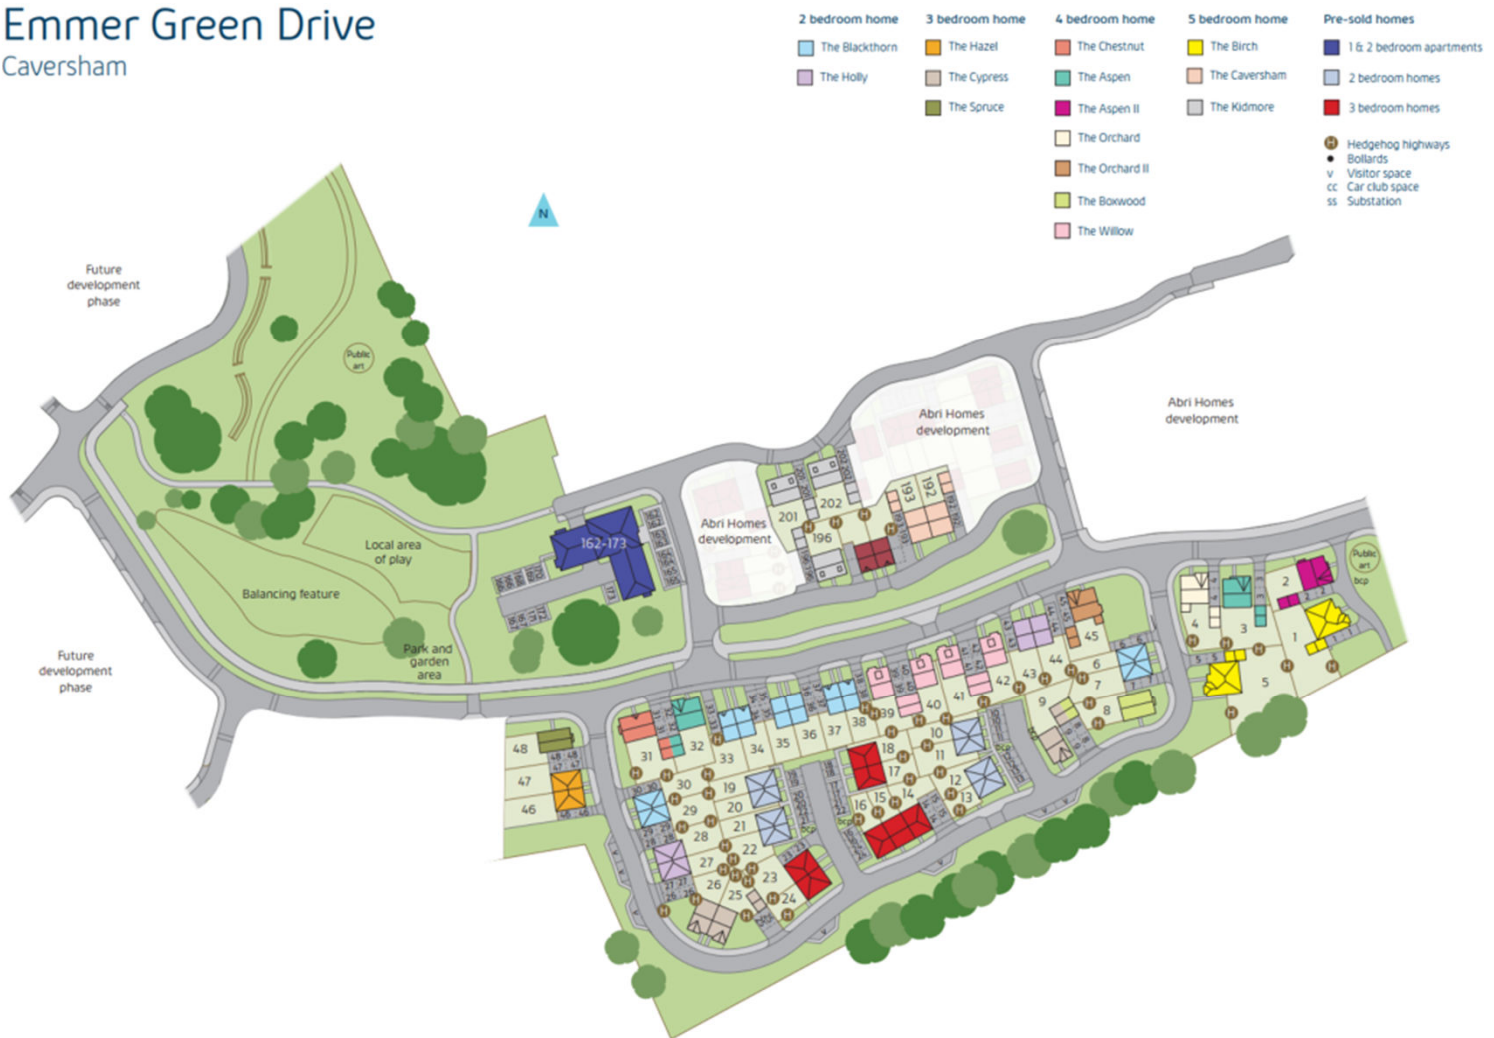 Emmer Green Drive
Caversham
2 bedroom home
The Blackthorn
The Holly
3 bedroom home
The Hazel
The Cypress
The Spruce
4 bedroom home
The Chestnut
The Aspen
The Aspen II
The Orchard
The Orchard II
The Boxwood
The Willow
5 bedroom home
The Birch
The Caversham
The Kidmore
Pre-sold homes
1 & 2 bedroom apartments
2 bedroom homes
3 bedroom homes
H Hedgehog highways
Bollards
v Visitor space
cc Car club space
ss Substation
N
Future
development
phase
Public
art
Local area
of play
Balancing feature
Park and
garden
area
Future
development
phase
162-173
173
Abri Homes
development
Abri Homes
development
Abri Homes
development
201
202
196
193
192
Public
art
bcp
1
2
3
4
5
6
7
8
9
10
11
12
13
14
15
16
17
18
19
20
21
22
23
24
25
26
27
28
29
30
31
32
33
34
35
36
37
38
39
40
41
42
43
44
45
46
47
48